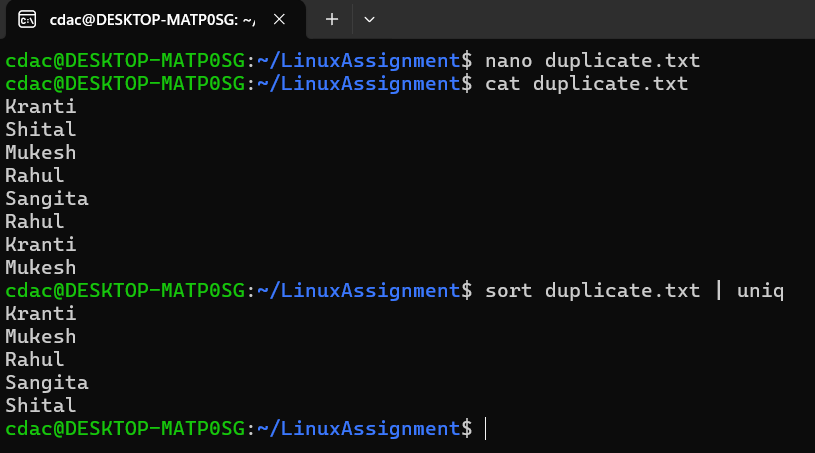 cdac@DESKTOP-MATP0SG: ~/
cdac@DESKTOP-MATP0SG:~/LinuxAssignment$ nano duplicate.txt
cdac@DESKTOP-MATP0SG:~/LinuxAssignment$ cat duplicate.txt
Kranti
Shital
Mukesh
Rahul
Sangita
Rahul
Kranti
Mukesh
cdac@DESKTOP-MATP0SG:~/LinuxAssignment$ sort duplicate.txt | uniq
Kranti
Mukesh
Rahul
Sangita
Shital
cdac@DESKTOP-MATP0SG:~/LinuxAssignment$